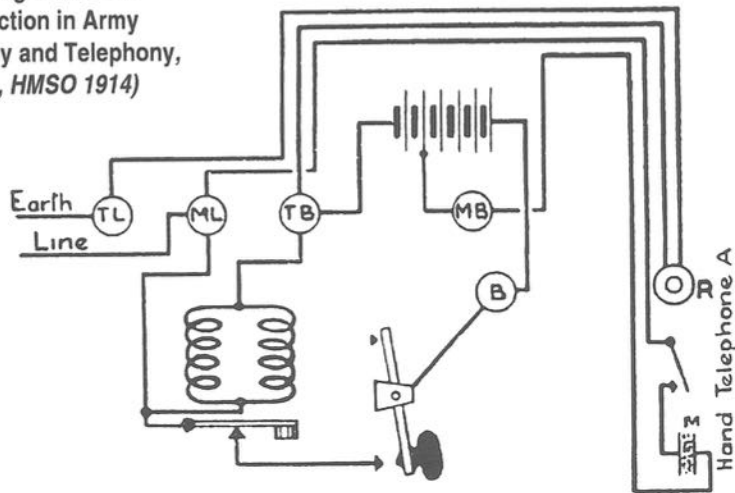 ction in Army
y and Telephony,
, HMSO 1914)
Earth
TL
ML
TB
MB
Line
B
R
Hand Telephone A
M